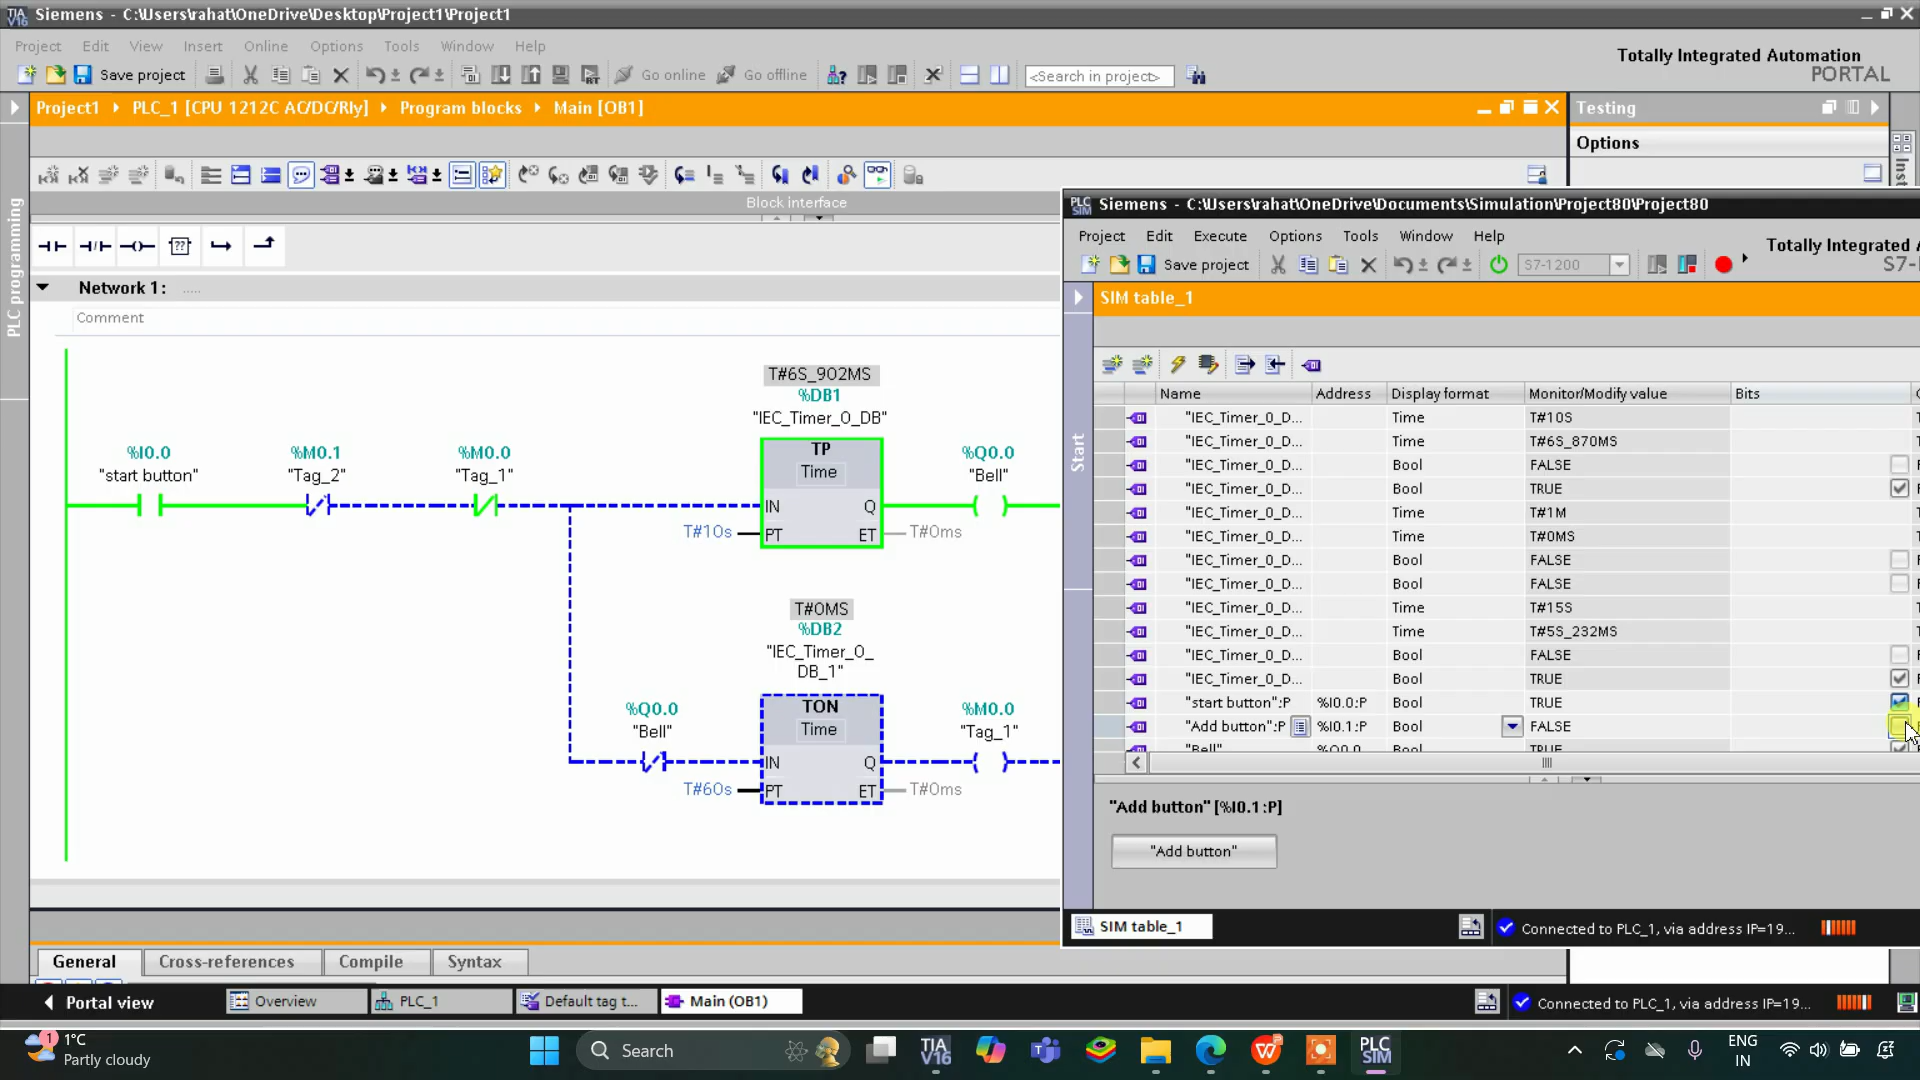 Siemens - C:\Users\rahat\OneDrive\Desktop\Project1\Project1
Project Edit View Insert Online Options Tools Window Help
Totally Integrated Automation
PORTAL
Save project
Go online
Go offline
<Search in project>
Project1 PLC_1 [CPU 1212C AC/DC/Rly] Program blocks Main [OB1]
Testing
Options
Block interface
PLC programming
Network 1: .....
Comment
T#6S_902MS
%DB1
"IEC_Timer_0_DB"
TP
Time
IN
Q
PT
ET
T#10s
T#0ms
%I0.0
"start button"
%M0.1
"Tag_2"
%M0.0
"Tag_1"
%Q0.0
"Bell"
T#0MS
%DB2
"IEC_Timer_0_
DB_1"
TON
Time
IN
Q
PT
ET
%Q0.0
"Bell"
T#60s
T#0ms
%M0.0
"Tag_1"
Siemens - C:\Users\rahat\OneDrive\Documents\Simulation\Project80\Project80
Project Edit Execute Options Tools Window Help
Totally Integrated
Save project
S7-1200
SIM table_1
Start
Name Address Display format Monitor/Modify value Bits
"IEC_Timer_0_D... Time T#10S
"IEC_Timer_0_D... Time T#6S_870MS
"IEC_Timer_0_D... Bool FALSE
"IEC_Timer_0_D... Bool TRUE
"IEC_Timer_0_D... Time T#1M
"IEC_Timer_0_D... Time T#0MS
"IEC_Timer_0_D... Bool FALSE
"IEC_Timer_0_D... Bool FALSE
"IEC_Timer_0_D... Time T#15S
"IEC_Timer_0_D... Time T#5S_232MS
"IEC_Timer_0_D... Bool FALSE
"IEC_Timer_0_D... Bool TRUE
"start button":P %I0.0:P Bool TRUE
"Add button":P %I0.1:P Bool FALSE
"Bell" %Q0.0 Bool TRUE
"Add button" [%I0.1:P]
"Add button"
SIM table_1
Connected to PLC_1, via address IP=19...
General Cross-references Compile Syntax
Portal view
Overview
PLC_1
Default tag t...
Main (OB1)
Connected to PLC_1, via address IP=19...
1
1°C
Partly cloudy
Search
ENG
IN